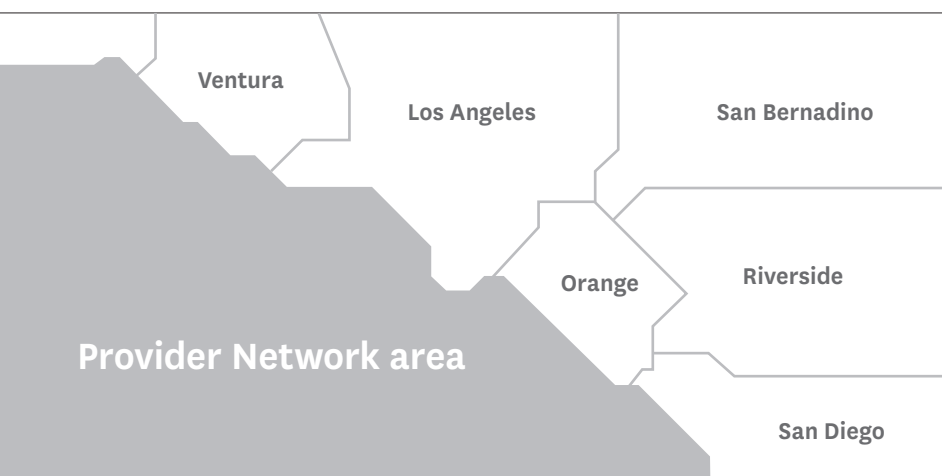 Ventura
Los Angeles
San Bernadino
Orange
Riverside
Provider Network area
San Diego